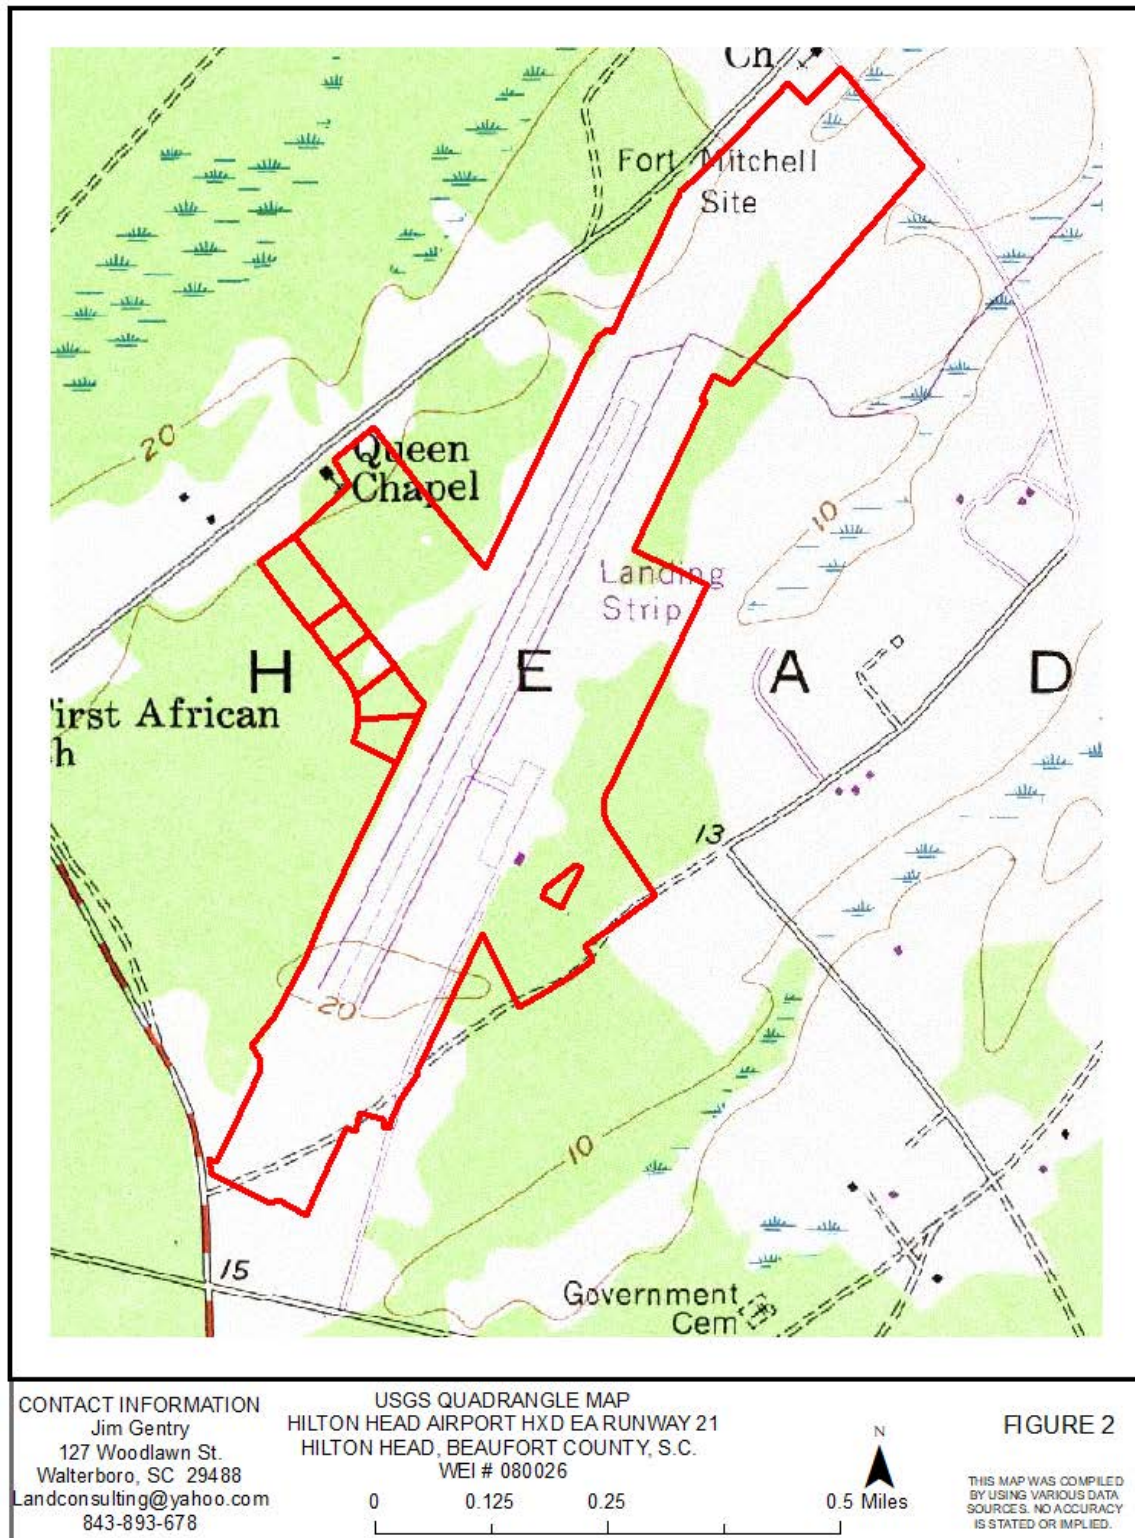 Ch
Fort Mitchell
Site
20
Queen
Chapel
10
Landing
Strip
H E A D
irst African
h
13
20
10
15
Government
Cem
CONTACT INFORMATION
Jim Gentry
127 Woodlawn St.
Walterboro, SC 29488
Landconsulting@yahoo.com
843-893-678
USGS QUADRANGLE MAP
HILTON HEAD AIRPORT HXD EA RUNWAY 21
HILTON HEAD, BEAUFORT COUNTY, S.C.
WEI # 080026
0 0.125 0.25 0.5 Miles
N
FIGURE 2
THIS MAP WAS COMPILED
BY USING VARIOUS DATA
SOURCES. NO ACCURACY
IS STATED OR IMPLIED.